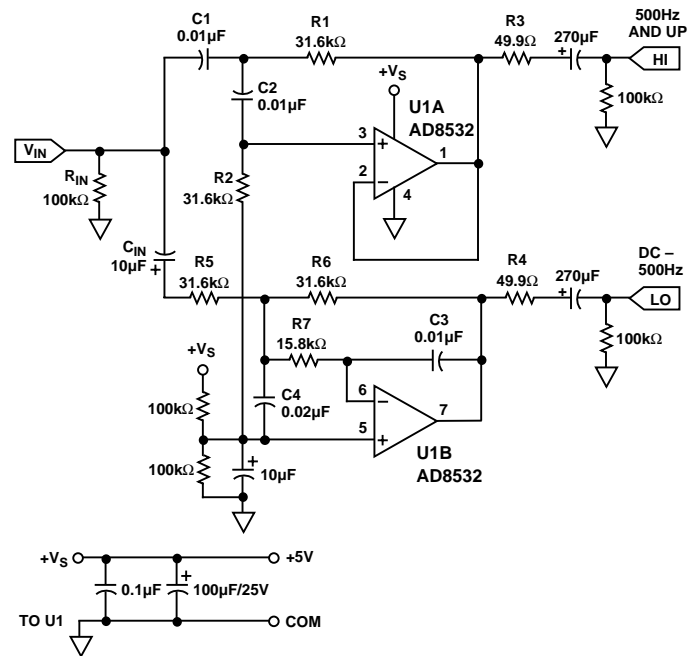 C1
0.01µF
R1
31.6kΩ
R3
49.9Ω
270µF
+
500Hz
AND UP
HI
100kΩ
+VS
C2
0.01µF
U1A
AD8532
3
+
2
−
1
4
VIN
RIN
100kΩ
R2
31.6kΩ
CIN
10µF
+
R5
31.6kΩ
R6
31.6kΩ
R4
49.9Ω
270µF
+
DC –
500Hz
LO
100kΩ
R7
15.8kΩ
C3
0.01µF
+VS
100kΩ
C4
0.02µF
6
−
5
+
7
U1B
AD8532
100kΩ
+
10µF
+VS
+5V
0.1µF
+
100µF/25V
TO U1
COM